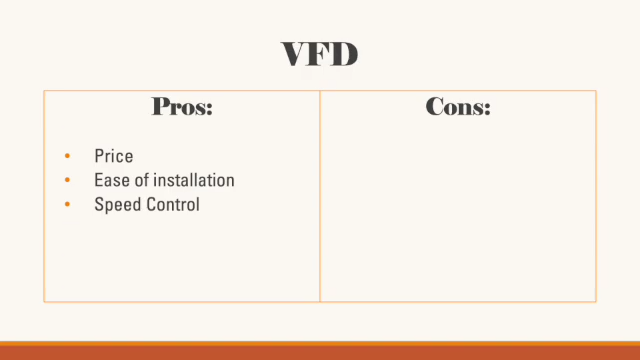 VFD
Pros:
• Price
• Ease of installation
• Speed Control
Cons: